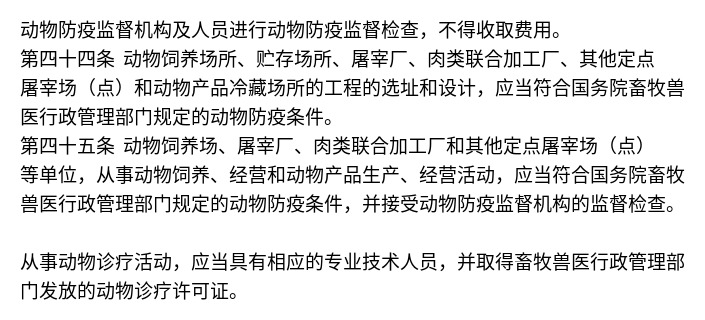 动物防疫监督机构及人员进行动物防疫监督检查，不得收取费用。
第四十四条 动物饲养场所、贮存场所、屠宰厂、肉类联合加工厂、其他定点
屠宰场（点）和动物产品冷藏场所的工程的选址和设计，应当符合国务院畜牧兽
医行政管理部门规定的动物防疫条件。
第四十五条 动物饲养场、屠宰厂、肉类联合加工厂和其他定点屠宰场（点）
等单位，从事动物饲养、经营和动物产品生产、经营活动，应当符合国务院畜牧
兽医行政管理部门规定的动物防疫条件，并接受动物防疫监督机构的监督检查。
从事动物诊疗活动，应当具有相应的专业技术人员，并取得畜牧兽医行政管理部
门发放的动物诊疗许可证。